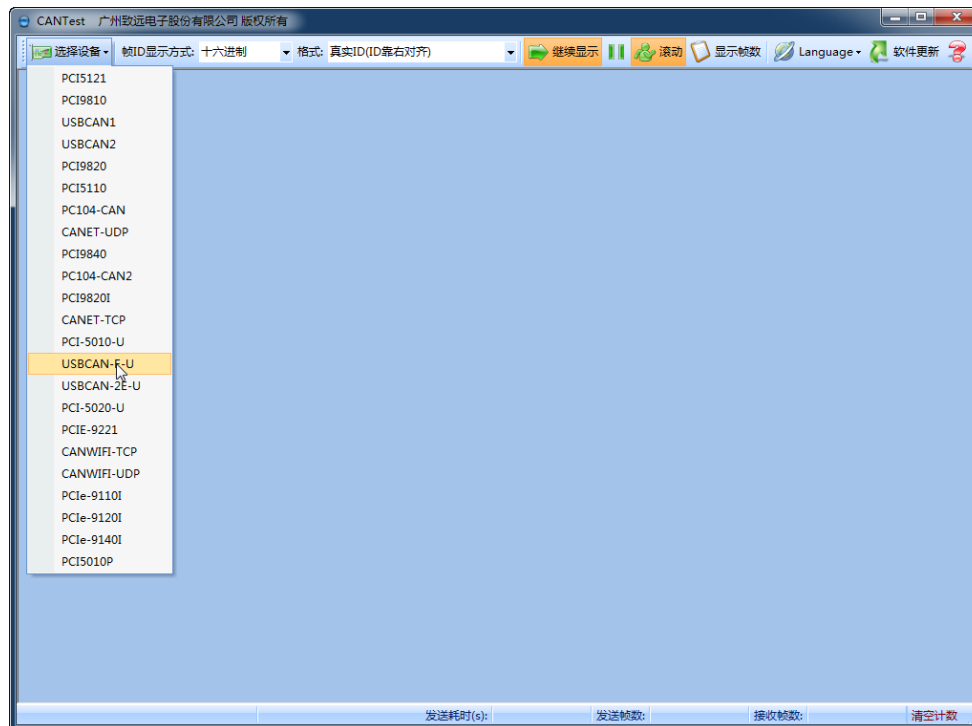 CANTest 广州致远电子股份有限公司 版权所有
选择设备 帧ID显示方式: 十六进制 格式: 真实ID(ID靠右对齐) 继续显示 滚动 显示帧数 Language 软件更新
PCI5121
PCI9810
USBCAN1
USBCAN2
PCI9820
PCI5110
PC104-CAN
CANET-UDP
PCI9840
PC104-CAN2
PCI9820I
CANET-TCP
PCI-5010-U
USBCAN-E-U
USBCAN-2E-U
PCI-5020-U
PCIE-9221
CANWIFI-TCP
CANWIFI-UDP
PCIe-9110I
PCIe-9120I
PCIe-9140I
PCI5010P
发送耗时(s): 发送帧数: 接收帧数: 清空计数